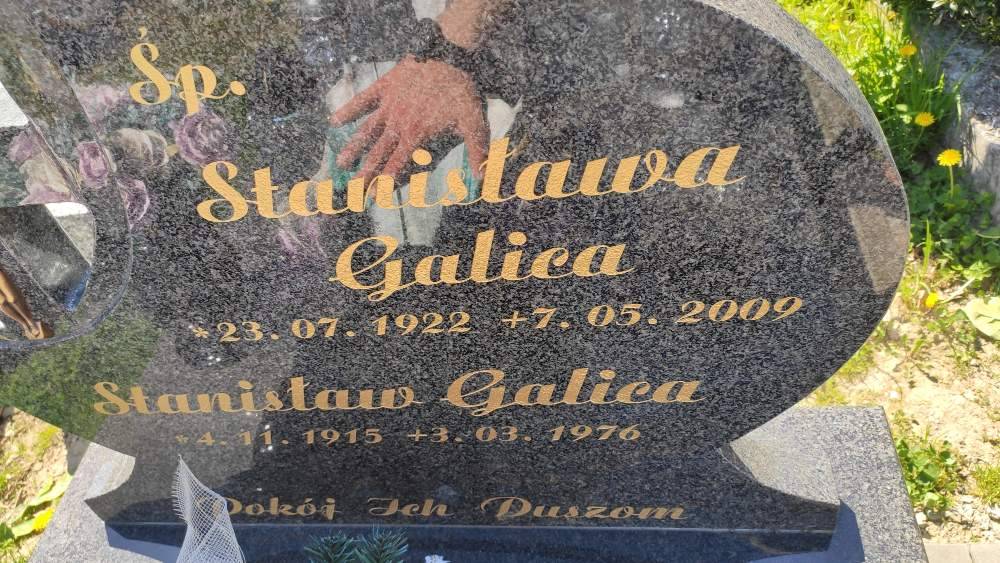 Śp.
Stanisława
Galica
*23. 07. 1922 +7. 05. 2009
Stanisław Galica
*4. 11. 1915 +3. 03. 1976
Pokój Ich Duszom